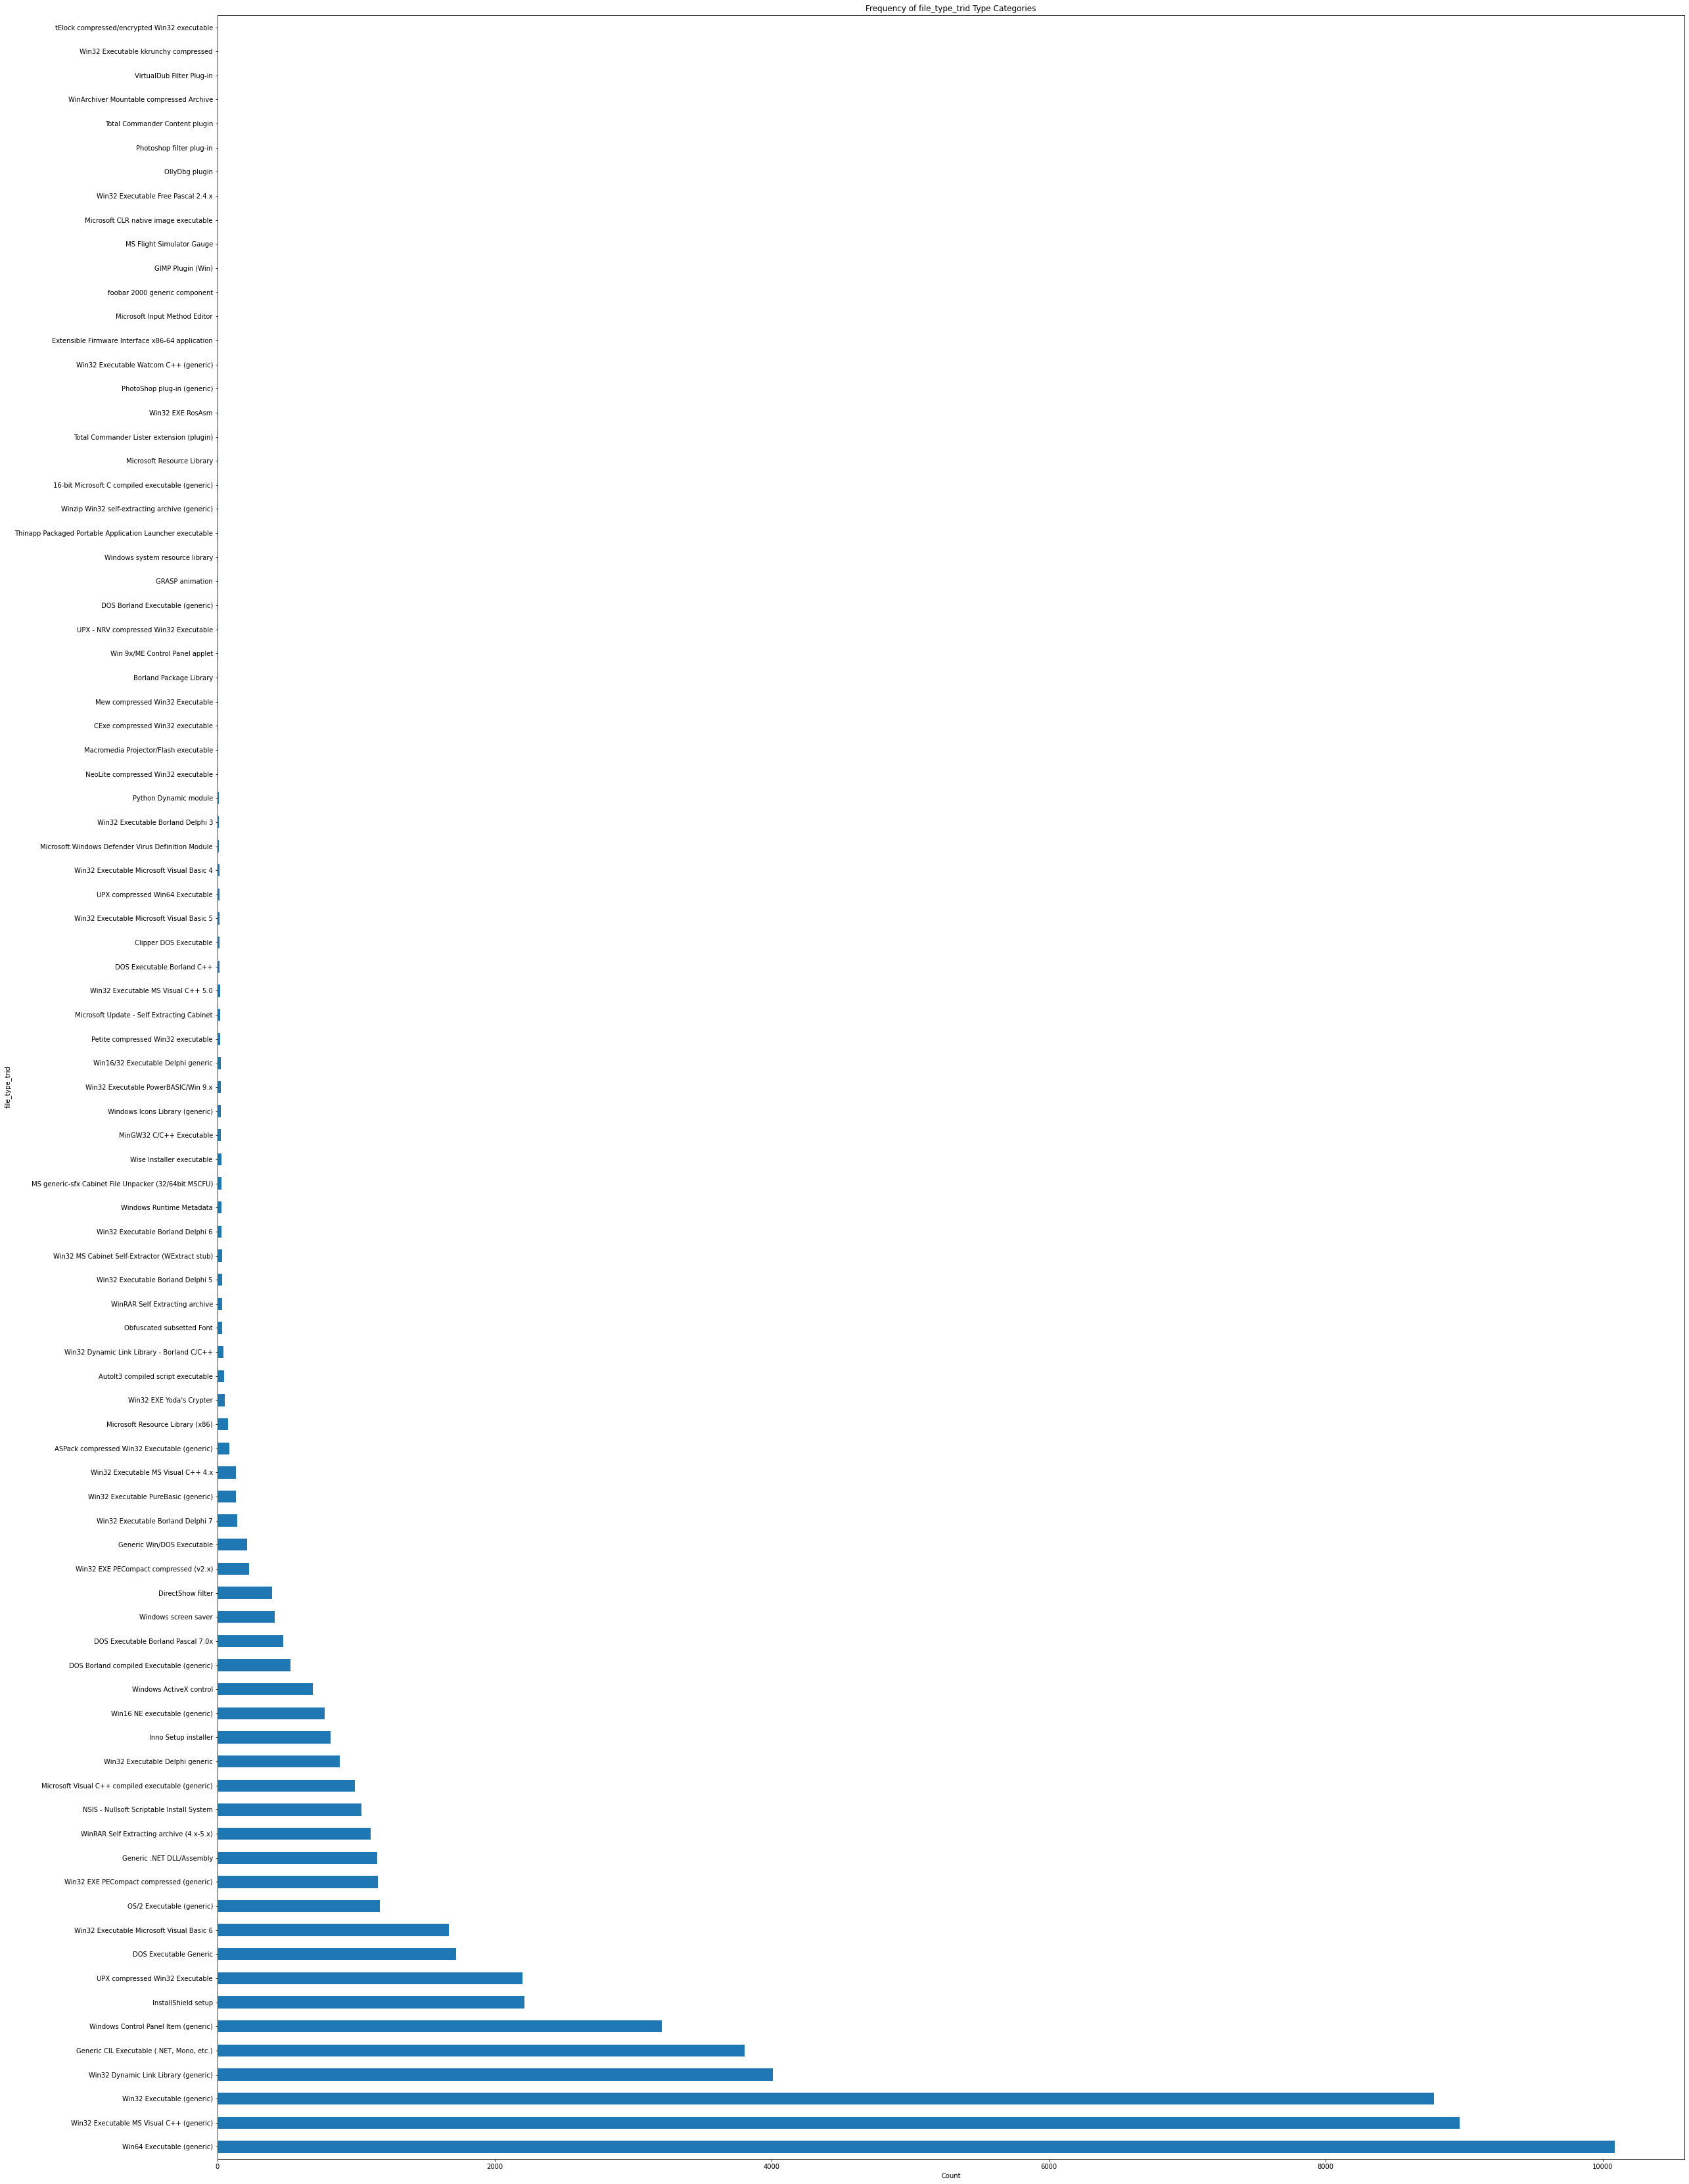 Frequency of file_type_trid Type Categories
tElock compressed/encrypted Win32 executable
Win32 Executable kkrunchy compressed
VirtualDub Filter Plug-in
WinArchiver Mountable compressed Archive
Total Commander Content plugin
Photoshop filter plug-in
OllyDbg plugin
Win32 Executable Free Pascal 2.4.x
Microsoft CLR native image executable
MS Flight Simulator Gauge
GIMP Plugin (Win)
foobar 2000 generic component
Microsoft Input Method Editor
Extensible Firmware Interface x86-64 application
Win32 Executable Watcom C++ (generic)
PhotoShop plug-in (generic)
Win32 EXE RosAsm
Total Commander Lister extension (plugin)
Microsoft Resource Library
16-bit Microsoft C compiled executable (generic)
Winzip Win32 self-extracting archive (generic)
Thinapp Packaged Portable Application Launcher executable
Windows system resource library
GRASP animation
DOS Borland Executable (generic)
UPX - NRV compressed Win32 Executable
Win 9x/ME Control Panel applet
Borland Package Library
Mew compressed Win32 Executable
CExe compressed Win32 executable
Macromedia Projector/Flash executable
NeoLite compressed Win32 executable
Python Dynamic module
Win32 Executable Borland Delphi 3
Microsoft Windows Defender Virus Definition Module
Win32 Executable Microsoft Visual Basic 4
UPX compressed Win64 Executable
Win32 Executable Microsoft Visual Basic 5
Clipper DOS Executable
DOS Executable Borland C++
Win32 Executable MS Visual C++ 5.0
Microsoft Update - Self Extracting Cabinet
Petite compressed Win32 executable
Win16/32 Executable Delphi generic
file_type_trid
Win32 Executable PowerBASIC/Win 9.x
Windows Icons Library (generic)
MinGW32 C/C++ Executable
Wise Installer executable
MS generic-sfx Cabinet File Unpacker (32/64bit MSCFU)
Windows Runtime Metadata
Win32 Executable Borland Delphi 6
Win32 MS Cabinet Self-Extractor (WExtract stub)
Win32 Executable Borland Delphi 5
WinRAR Self Extracting archive
Obfuscated subsetted Font
Win32 Dynamic Link Library - Borland C/C++
AutoIt3 compiled script executable
Win32 EXE Yoda's Crypter
Microsoft Resource Library (x86)
ASPack compressed Win32 Executable (generic)
Win32 Executable MS Visual C++ 4.x
Win32 Executable PureBasic (generic)
Win32 Executable Borland Delphi 7
Generic Win/DOS Executable
Win32 EXE PECompact compressed (v2.x)
DirectShow filter
Windows screen saver
DOS Executable Borland Pascal 7.0x
DOS Borland compiled Executable (generic)
Windows ActiveX control
Win16 NE executable (generic)
Inno Setup installer
Win32 Executable Delphi generic
Microsoft Visual C++ compiled executable (generic)
NSIS - Nullsoft Scriptable Install System
WinRAR Self Extracting archive (4.x-5.x)
Generic .NET DLL/Assembly
Win32 EXE PECompact compressed (generic)
OS/2 Executable (generic)
Win32 Executable Microsoft Visual Basic 6
DOS Executable Generic
UPX compressed Win32 Executable
InstallShield setup
Windows Control Panel Item (generic)
Generic CIL Executable (.NET, Mono, etc.)
Win32 Dynamic Link Library (generic)
Win32 Executable (generic)
Win32 Executable MS Visual C++ (generic)
Win64 Executable (generic)
0 2000 4000 6000 8000 10000
Count